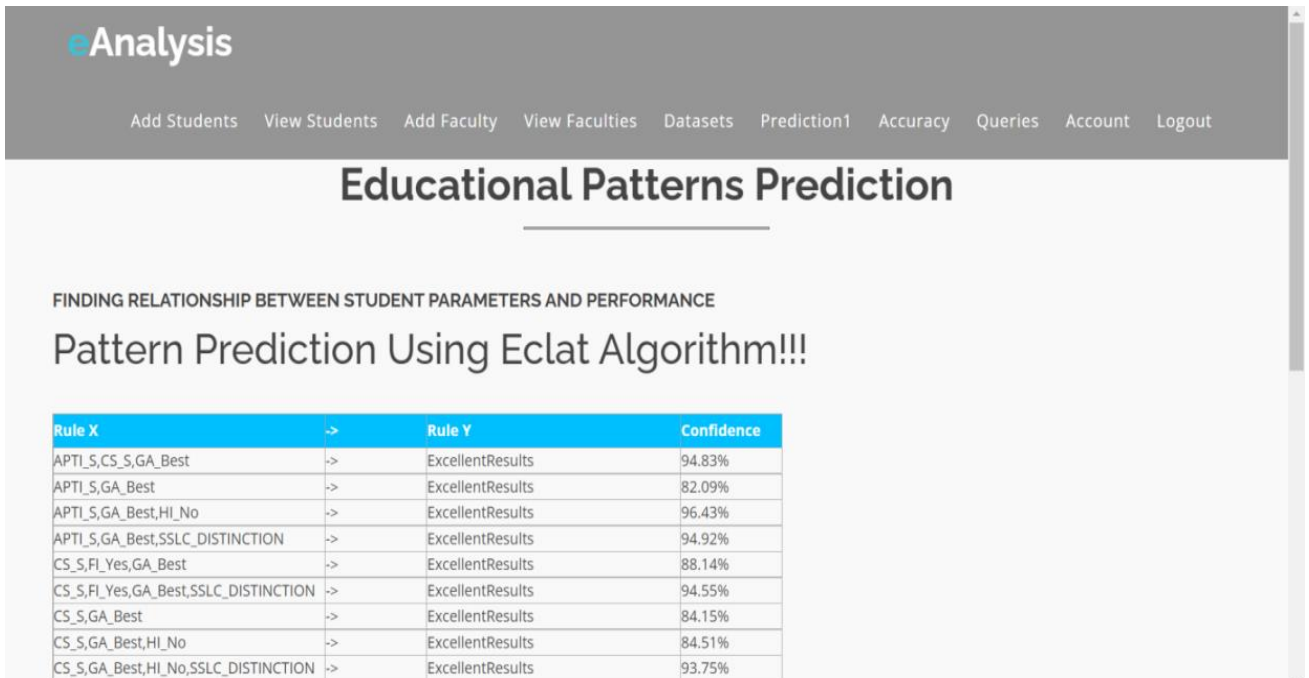 eAnalysis
Add Students View Students Add Faculty View Faculties Datasets Prediction1 Accuracy Queries Account Logout
Educational Patterns Prediction
FINDING RELATIONSHIP BETWEEN STUDENT PARAMETERS AND PERFORMANCE
Pattern Prediction Using Eclat Algorithm!!!
Rule X -> Rule Y Confidence
APTI_S,CS_S,GA_Best -> ExcellentResults 94.83%
APTI_S,GA_Best -> ExcellentResults 82.09%
APTI_S,GA_Best,HI_No -> ExcellentResults 96.43%
APTI_S,GA_Best,SSLC_DISTINCTION -> ExcellentResults 94.92%
CS_S,FI_Yes,GA_Best -> ExcellentResults 88.14%
CS_S,FI_Yes,GA_Best,SSLC_DISTINCTION -> ExcellentResults 94.55%
CS_S,GA_Best -> ExcellentResults 84.15%
CS_S,GA_Best,HI_No -> ExcellentResults 84.51%
CS_S,GA_Best,HI_No,SSLC_DISTINCTION -> ExcellentResults 93.75%